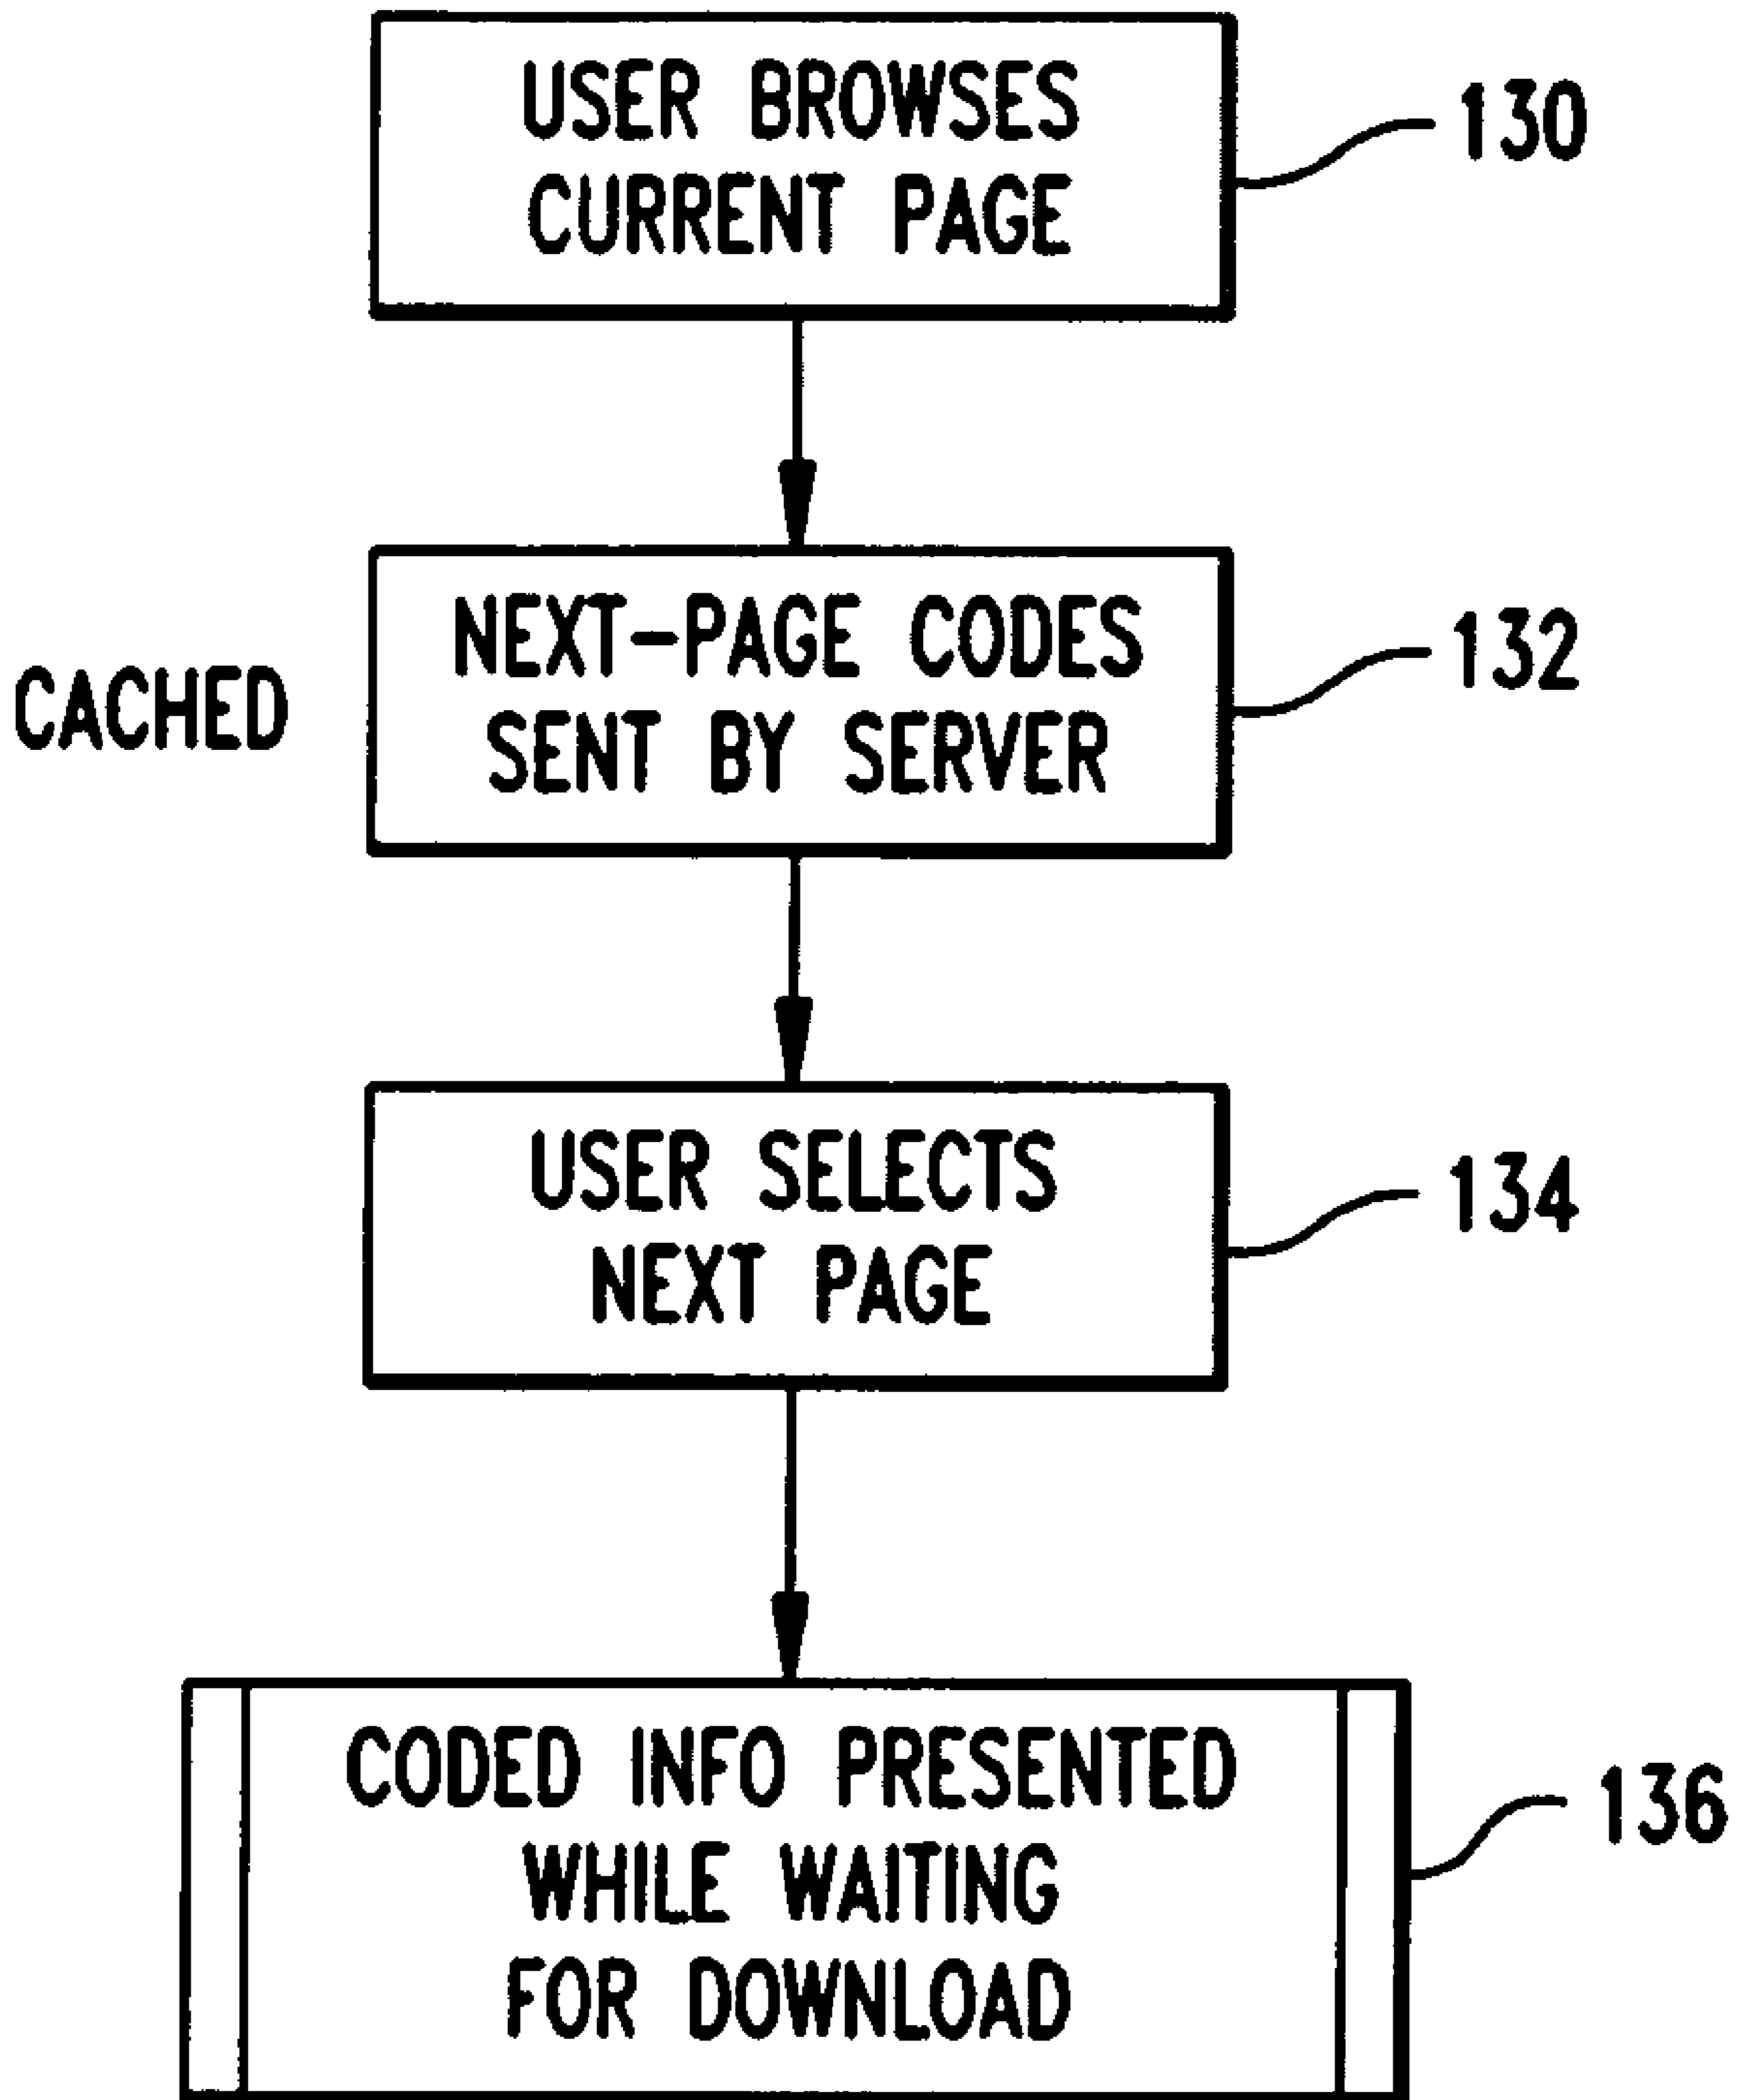 USER BROWSES
CURRENT PAGE
130
CACHED
NEXT-PAGE CODES
SENT BY SERVER
132
USER SELECTS
NEXT PAGE
134
CODED INFO PRESENTED
WHILE WAITING
FOR DOWNLOAD
136